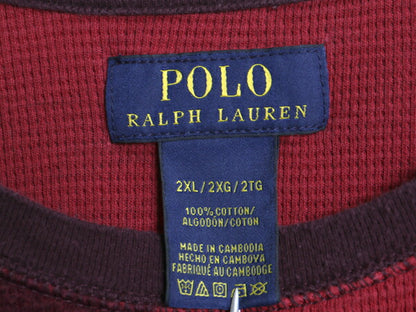 POLO
RALPH LAUREN
2XL/2XG/2TG
100% COTTON/
ALGODÓN/COTON
MADE IN CAMBODIA
HECHO EN CAMBOYA
FABRIQUÉ AU CAMBODGE